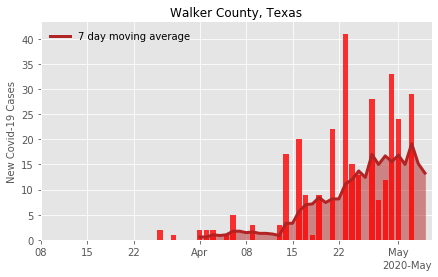 Walker County, Texas
7 day moving average
New Covid-19 Cases
40
35
30
25
20
15
10
5
0
08 15 22 Apr 08 15 22 May
2020-May